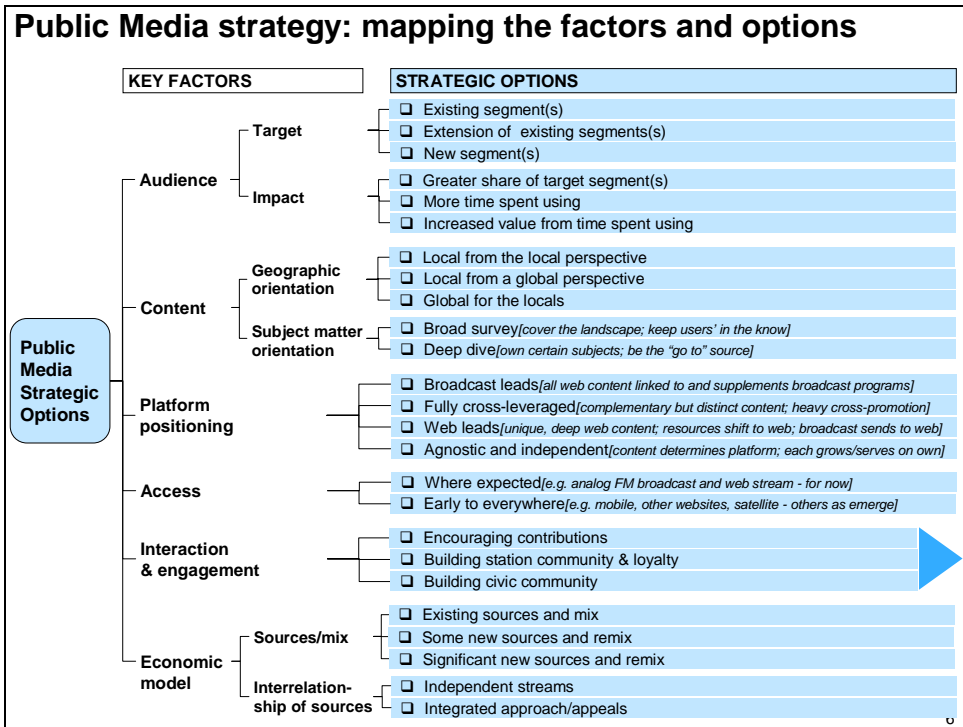 Public Media strategy: mapping the factors and options
KEY FACTORS
STRATEGIC OPTIONS
Public
Media
Strategic
Options
Audience
Target
❑ Existing segment(s)
❑ Extension of existing segments(s)
❑ New segment(s)
Impact
❑ Greater share of target segment(s)
❑ More time spent using
❑ Increased value from time spent using
Content
Geographic
orientation
❑ Local from the local perspective
❑ Local from a global perspective
❑ Global for the locals
Subject matter
orientation
❑ Broad survey[cover the landscape; keep users' in the know]
❑ Deep dive[own certain subjects; be the "go to" source]
Platform
positioning
❑ Broadcast leads[all web content linked to and supplements broadcast programs]
❑ Fully cross-leveraged[complementary but distinct content; heavy cross-promotion]
❑ Web leads[unique, deep web content; resources shift to web; broadcast sends to web]
❑ Agnostic and independent[content determines platform; each grows/serves on own]
Access
❑ Where expected[e.g. analog FM broadcast and web stream - for now]
❑ Early to everywhere[e.g. mobile, other websites, satellite - others as emerge]
Interaction
& engagement
❑ Encouraging contributions
❑ Building station community & loyalty
❑ Building civic community
Economic
model
Sources/mix
❑ Existing sources and mix
❑ Some new sources and remix
❑ Significant new sources and remix
Interrelation-
ship of sources
❑ Independent streams
❑ Integrated approach/appeals
6